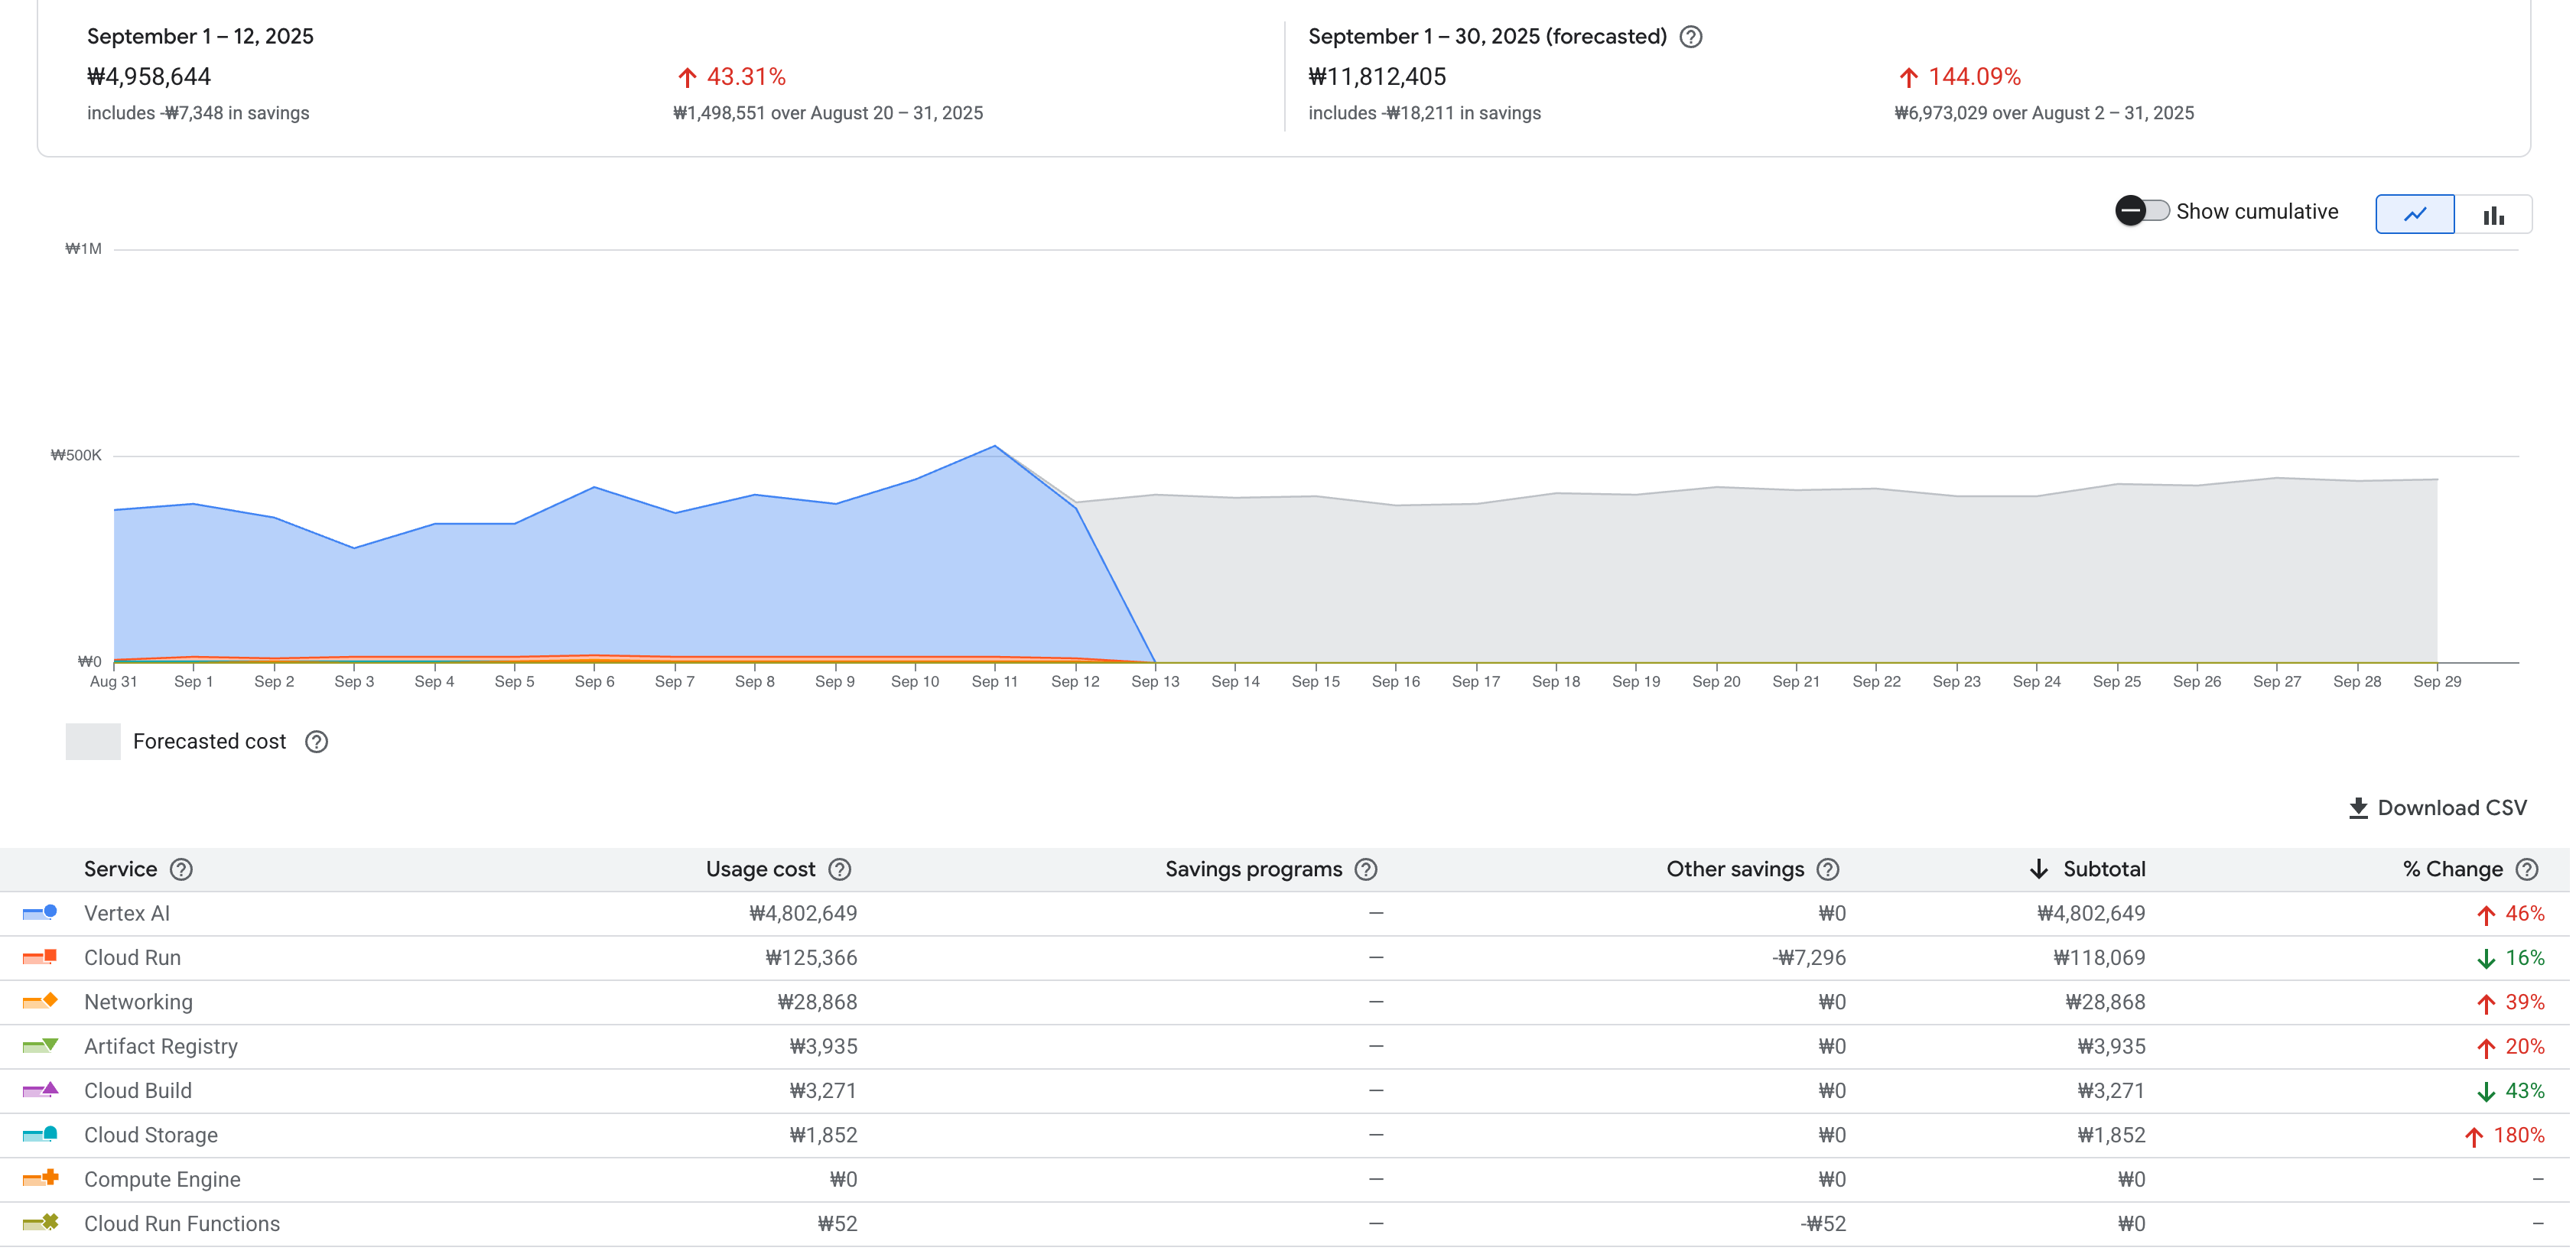 September 1 – 12, 2025
₩4,958,644
43.31%
includes -₩7,348 in savings
₩1,498,551 over August 20 – 31, 2025
September 1 – 30, 2025 (forecasted)
₩11,812,405
144.09%
includes -₩18,211 in savings
₩6,973,029 over August 2 – 31, 2025
Show cumulative
₩1M
₩500K
₩0
Aug 31 Sep 1 Sep 2 Sep 3 Sep 4 Sep 5 Sep 6 Sep 7 Sep 8 Sep 9 Sep 10 Sep 11 Sep 12 Sep 13 Sep 14 Sep 15 Sep 16 Sep 17 Sep 18 Sep 19 Sep 20 Sep 21 Sep 22 Sep 23 Sep 24 Sep 25 Sep 26 Sep 27 Sep 28 Sep 29
Forecasted cost
Download CSV
Service Usage cost Savings programs Other savings ↓ Subtotal % Change
Vertex AI ₩4,802,649 — ₩0 ₩4,802,649 ↑ 46%
Cloud Run ₩125,366 — -₩7,296 ₩118,069 ↓ 16%
Networking ₩28,868 — ₩0 ₩28,868 ↑ 39%
Artifact Registry ₩3,935 — ₩0 ₩3,935 ↑ 20%
Cloud Build ₩3,271 — ₩0 ₩3,271 ↓ 43%
Cloud Storage ₩1,852 — ₩0 ₩1,852 ↑ 180%
Compute Engine ₩0 — ₩0 ₩0 –
Cloud Run Functions ₩52 — -₩52 ₩0 –